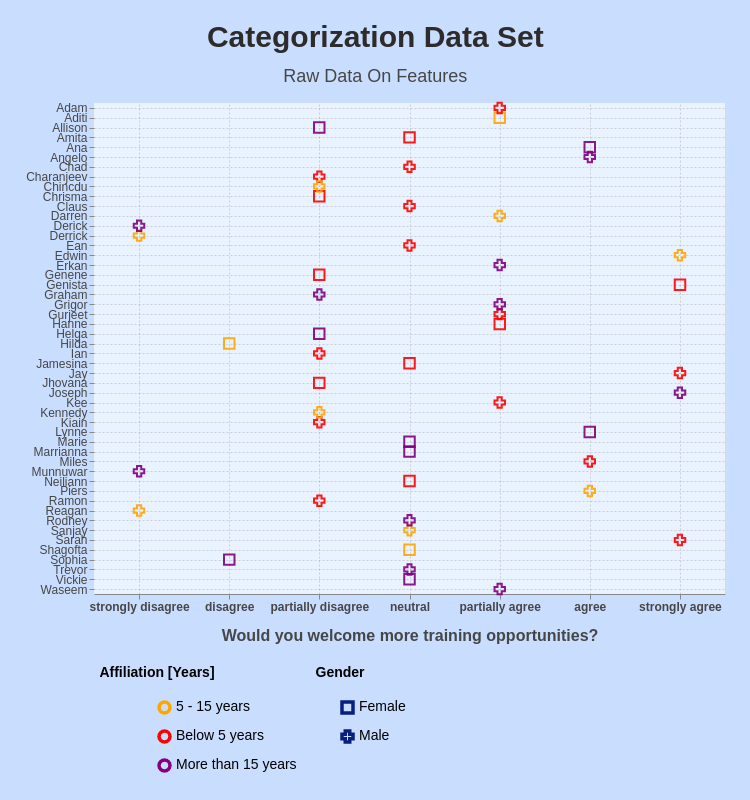 Categorization Data Set
Raw Data On Features
Adam
Aditi
Allison
Amita
Ana
Angelo
Chad
Charanjeev
Chincdu
Chrisma
Claus
Darren
Derick
Derrick
Ean
Edwin
Erkan
Genene
Genista
Graham
Grigor
Gurjeet
Hanne
Helga
Hilda
Ian
Jamesina
Jay
Jhovana
Joseph
Kee
Kennedy
Kiain
Lynne
Marie
Marrianna
Miles
Munnuwar
Neiliann
Piers
Ramon
Reagan
Rodney
Sanjay
Sarah
Shagofta
Sophia
Trevor
Vickie
Waseem
strongly disagree disagree partially disagree neutral partially agree agree strongly agree
Would you welcome more training opportunities?
Affiliation [Years] Gender
5 - 15 years Female
Below 5 years Male
More than 15 years